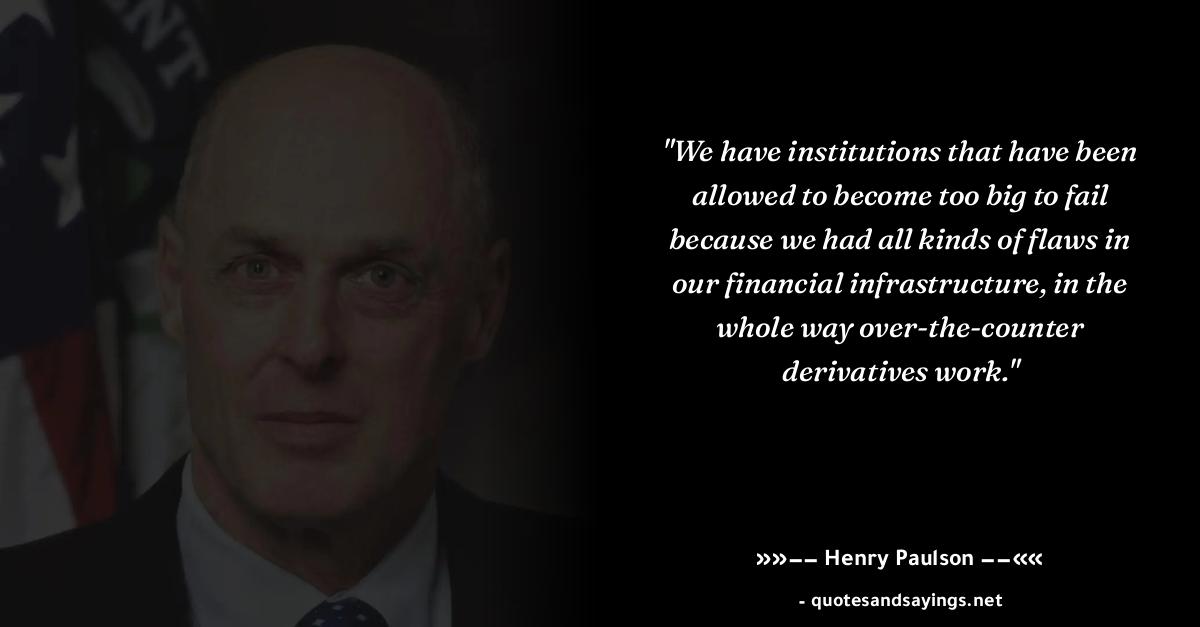 NT
"We have institutions that have been
allowed to become too big to fail
because we had all kinds of flaws in
our financial infrastructure, in the
whole way over-the-counter
derivatives work."
»»–– Henry Paulson ––««
- quotesandsayings.net